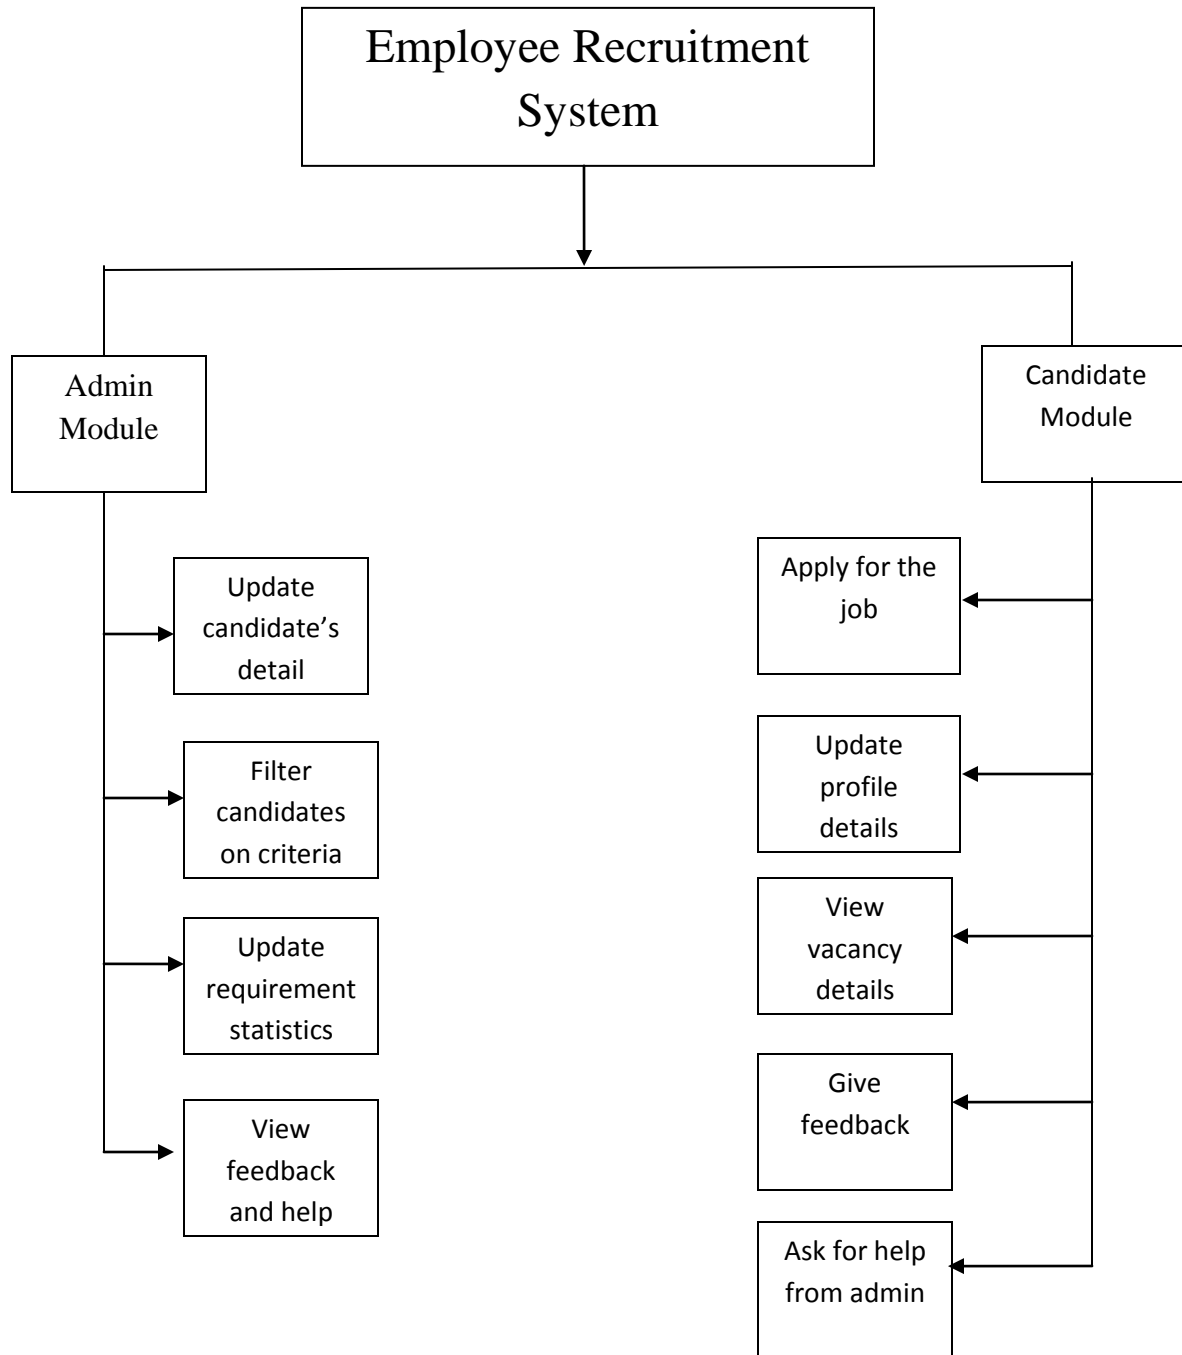 Employee Recruitment
System
Admin
Module
Candidate
Module
Update
candidate’s
detail
Filter
candidates
on criteria
Update
requirement
statistics
View
feedback
and help
Apply for the
job
Update
profile
details
View
vacancy
details
Give
feedback
Ask for help
from admin